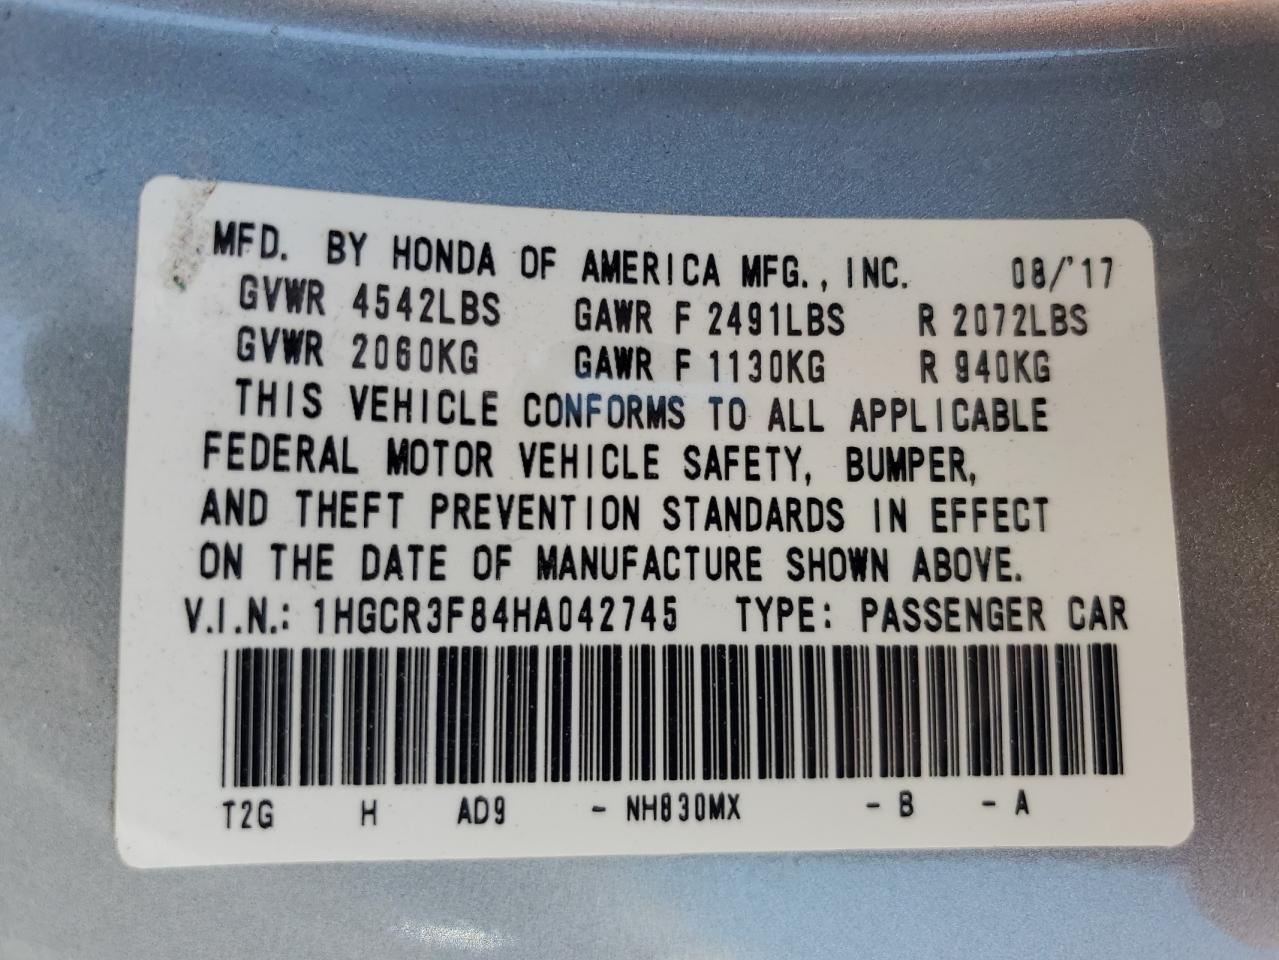 MFD. BY HONDA OF AMERICA MFG., INC. 08/'17
GVWR 4542LBS GAWR F 2491LBS R 2072LBS
GVWR 2060KG GAWR F 1130KG R 940KG
THIS VEHICLE CONFORMS TO ALL APPLICABLE
FEDERAL MOTOR VEHICLE SAFETY, BUMPER,
AND THEFT PREVENTION STANDARDS IN EFFECT
ON THE DATE OF MANUFACTURE SHOWN ABOVE.
V.I.N.: 1HGCR3F84HA042745 TYPE: PASSENGER CAR
T2G H AD9 - NH830MX - B - A